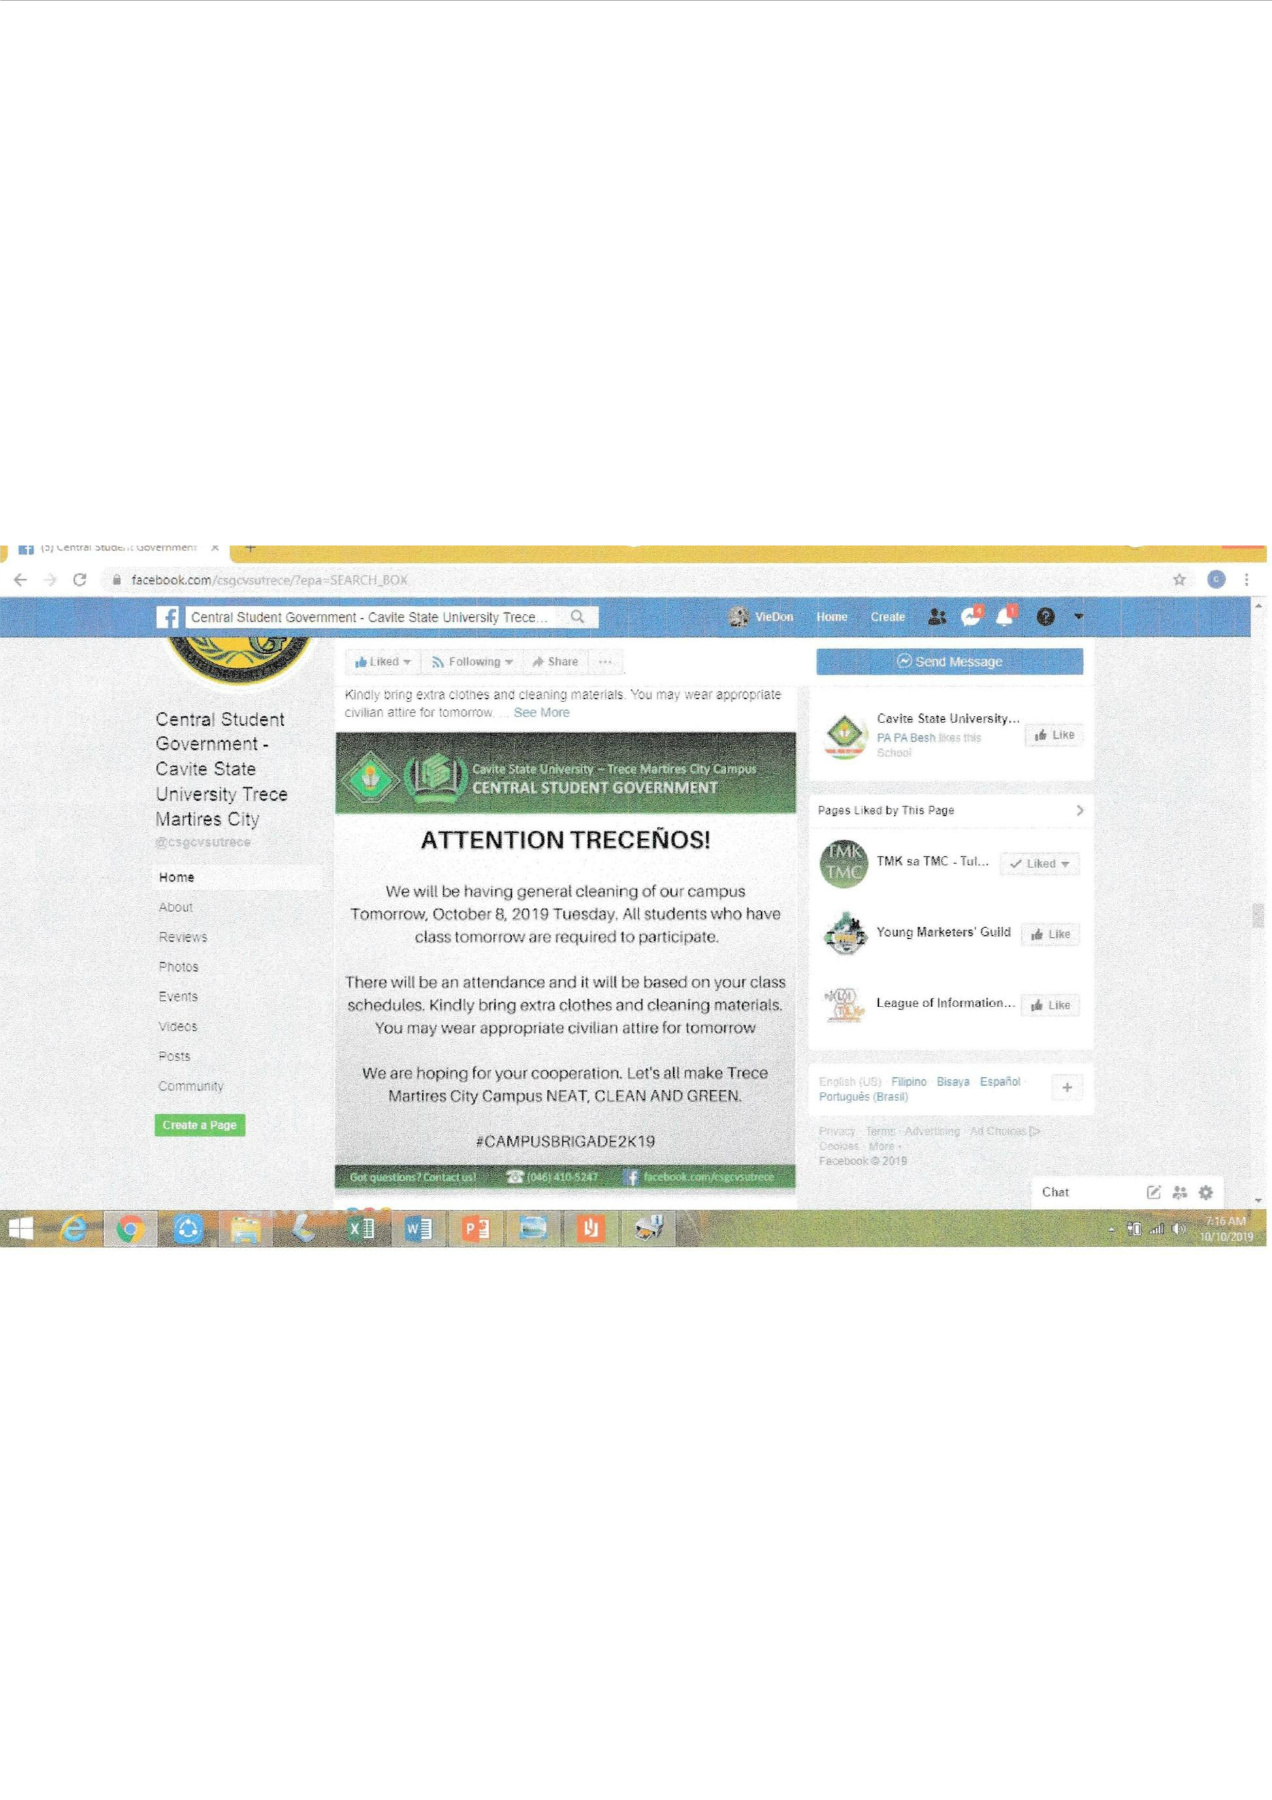 (5) Central Student Government
facebook.com/csgcvsutrece/?epa=SEARCH_BOX
Central Student Government - Cavite State University Trece...
VieDon
Home
Create
Liked
Following
Share
Send Message
Kindly bring extra clothes and cleaning materials. You may wear appropriate
civilian attire for tomorrow ... See More
Central Student
Government -
Cavite State
University Trece
Martires City
@csgcvsutrece
Home
About
Reviews
Photos
Events
Videos
Posts
Community
Create a Page
Cavite State University – Trece Martires City Campus
CENTRAL STUDENT GOVERNMENT
ATTENTION TRECEÑOS!
We will be having general cleaning of our campus
Tomorrow, October 8, 2019 Tuesday. All students who have
class tomorrow are required to participate.
There will be an attendance and it will be based on your class
schedules. Kindly bring extra clothes and cleaning materials.
You may wear appropriate civilian attire for tomorrow
We are hoping for your cooperation. Let's all make Trece
Martires City Campus NEAT, CLEAN AND GREEN.
#CAMPUSBRIGADE2K19
Got questions? Contact us!
(046) 410-5247
facebook.com/csgcvsutrece
Cavite State University...
PA PA Besh likes this
School
Like
Pages Liked by This Page
TMK
TMC
TMK sa TMC - Tul...
Liked
Young Marketers' Guild
Like
League of Information...
Like
English (US) · Filipino · Bisaya · Español ·
Português (Brasil)
Privacy · Terms · Advertising · Ad Choices
Cookies · More
Facebook © 2019
Chat
7:16 AM
10/10/2019